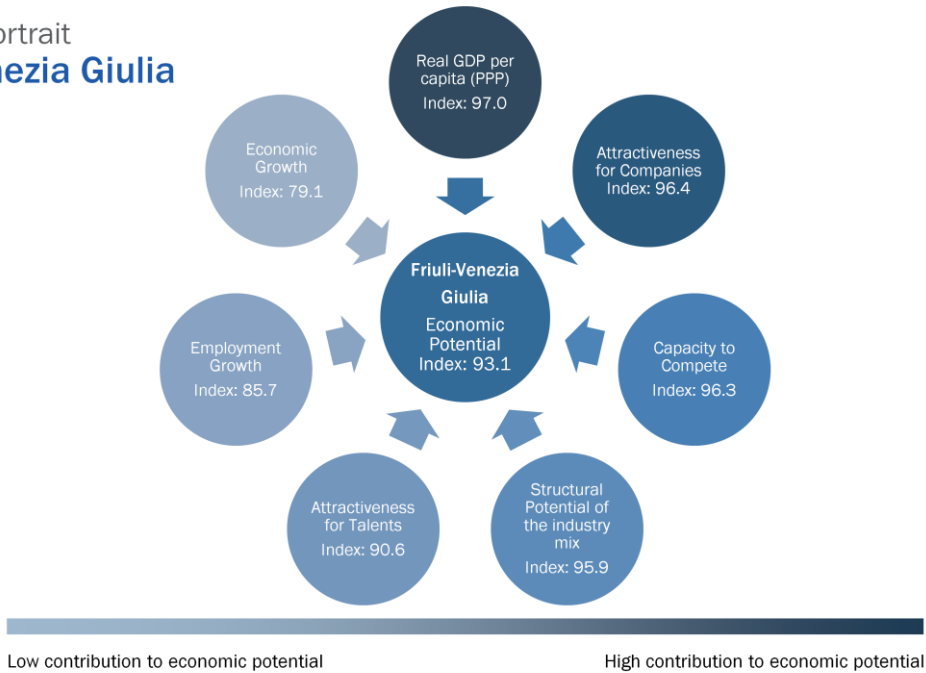 Giulia
Real GDP per
capita (PPP)
Index: 97.0
Economic
Growth
Index: 79.1
Attractiveness
for Companies
Index: 96.4
Friuli-Venezia
Giulia
Economic
Potential
Index: 93.1
Employment
Growth
Index: 85.7
Capacity to
Compete
Index: 96.3
Attractiveness
for Talents
Index: 90.6
Structural
Potential of
the industry
mix
Index: 95.9
Low contribution to economic potential
High contribution to economic potential